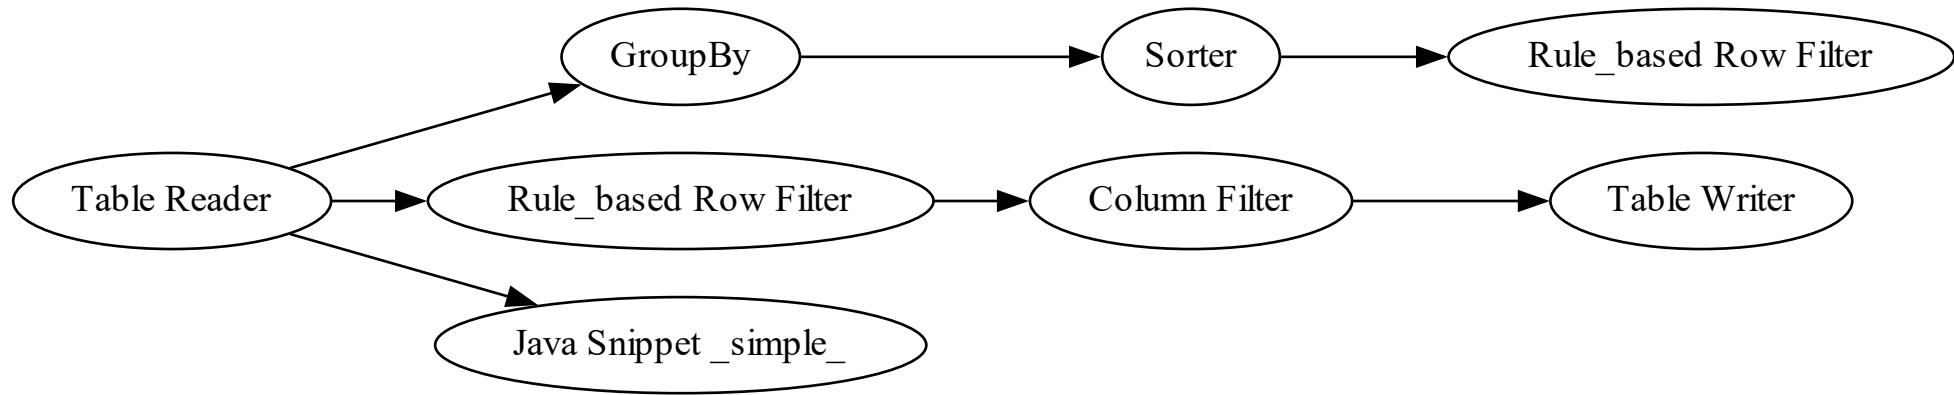 GroupBy
Sorter
Rule_based Row Filter
Table Reader
Rule_based Row Filter
Column Filter
Table Writer
Java Snippet _simple_